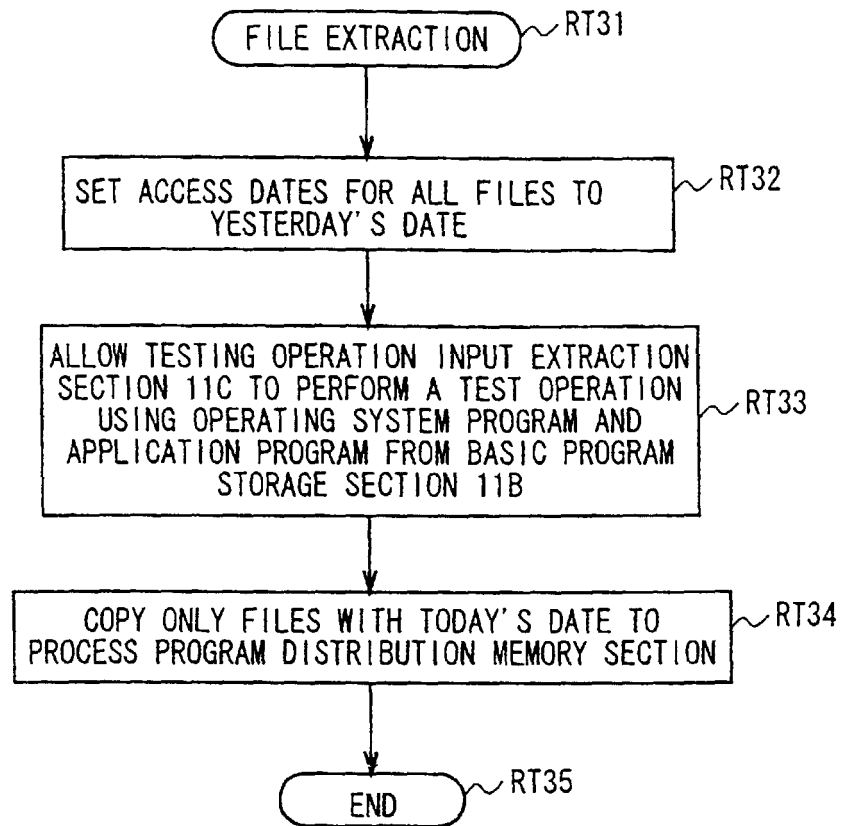 FILE EXTRACTION
RT31
SET ACCESS DATES FOR ALL FILES TO
YESTERDAY'S DATE
RT32
ALLOW TESTING OPERATION INPUT EXTRACTION
SECTION 11C TO PERFORM A TEST OPERATION
USING OPERATING SYSTEM PROGRAM AND
APPLICATION PROGRAM FROM BASIC PROGRAM
STORAGE SECTION 11B
RT33
COPY ONLY FILES WITH TODAY'S DATE TO
PROCESS PROGRAM DISTRIBUTION MEMORY SECTION
RT34
END
RT35